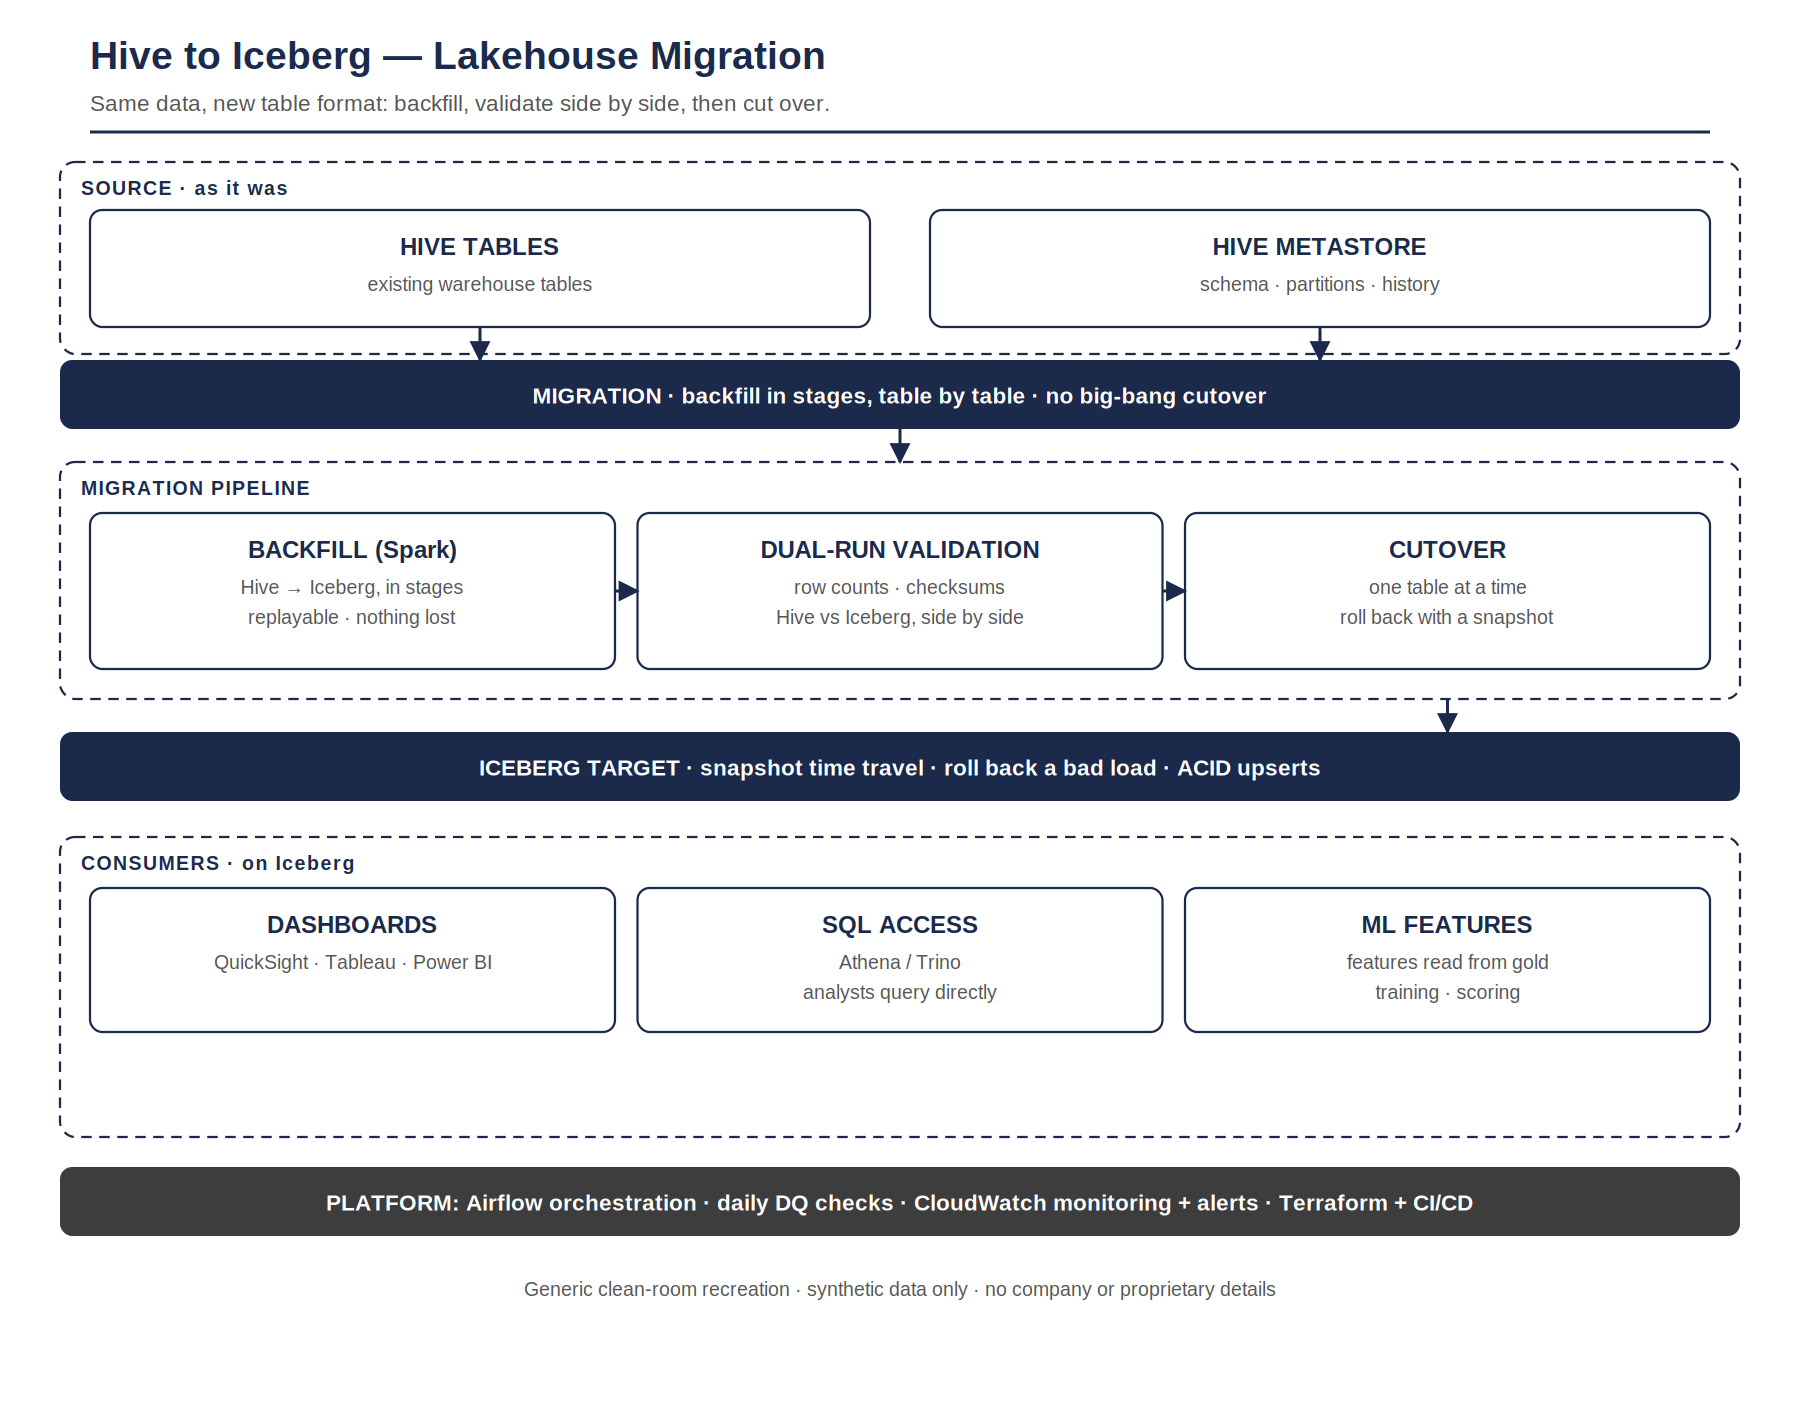 Hive to Iceberg — Lakehouse Migration
Same data, new table format: backfill, validate side by side, then cut over.
SOURCE · as it was
HIVE TABLES
existing warehouse tables
HIVE METASTORE
schema · partitions · history
MIGRATION · backfill in stages, table by table · no big-bang cutover
MIGRATION PIPELINE
BACKFILL (Spark)
Hive → Iceberg, in stages
replayable · nothing lost
DUAL-RUN VALIDATION
row counts · checksums
Hive vs Iceberg, side by side
CUTOVER
one table at a time
roll back with a snapshot
ICEBERG TARGET · snapshot time travel · roll back a bad load · ACID upserts
CONSUMERS · on Iceberg
DASHBOARDS
QuickSight · Tableau · Power BI
SQL ACCESS
Athena / Trino
analysts query directly
ML FEATURES
features read from gold
training · scoring
PLATFORM: Airflow orchestration · daily DQ checks · CloudWatch monitoring + alerts · Terraform + CI/CD
Generic clean-room recreation · synthetic data only · no company or proprietary details